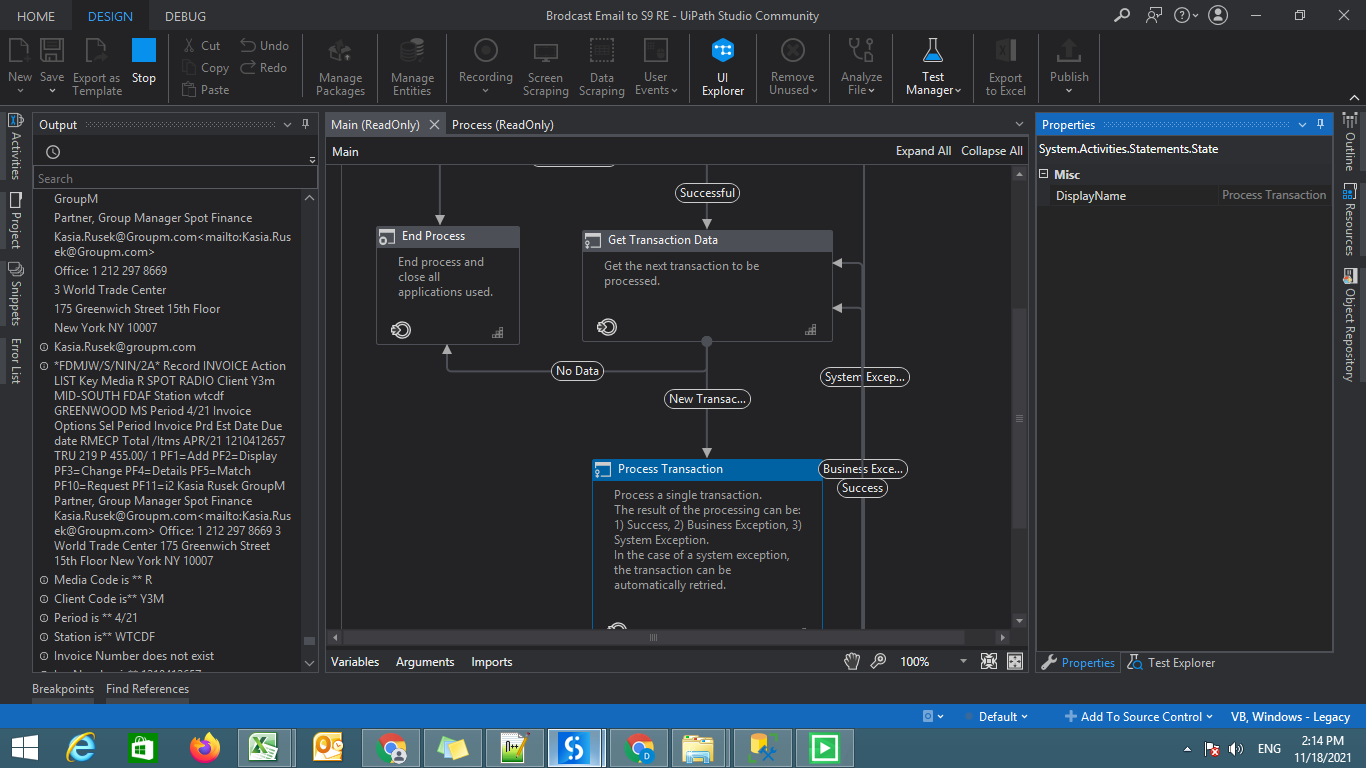 HOME DESIGN DEBUG
Brodcast Email to S9 RE - UiPath Studio Community
New Save Export as Template Stop
Cut Undo
Copy Redo
Paste
Manage Packages
Manage Entities
Recording
Screen Scraping
Data Scraping
User Events
UI Explorer
Remove Unused
Analyze File
Test Manager
Export to Excel
Publish
Activities
Project
Snippets
Error List
Output
Search
GroupM
Partner, Group Manager Spot Finance
Kasia.Rusek@Groupm.com<mailto:Kasia.Rus
ek@Groupm.com>
Office: 1 212 297 8669
3 World Trade Center
175 Greenwich Street 15th Floor
New York NY 10007
Kasia.Rusek@groupm.com
*FDMJW/S/NIN/2A* Record INVOICE Action
LIST Key Media R SPOT RADIO Client Y3m
MID-SOUTH FDAF Station wtcdf
GREENWOOD MS Period 4/21 Invoice
Options Sel Period Invoice Prd Est Date Due
date RMECP Total /Itms APR/21 1210412657
TRU 219 P 455.00/ 1 PF1=Add PF2=Display
PF3=Change PF4=Details PF5=Match
PF10=Request PF11=i2 Kasia Rusek GroupM
Partner, Group Manager Spot Finance
Kasia.Rusek@Groupm.com<mailto:Kasia.Rus
ek@Groupm.com> Office: 1 212 297 8669 3
World Trade Center 175 Greenwich Street
15th Floor New York NY 10007
Media Code is ** R
Client Code is** Y3M
Period is ** 4/21
Station is** WTCDF
Invoice Number does not exist
Breakpoints Find References
Main (ReadOnly) Process (ReadOnly)
Main Expand All Collapse All
Successful
End Process
End process and
close all
applications used.
Get Transaction Data
Get the next transaction to be
processed.
No Data
System Excep...
New Transac...
Process Transaction
Business Exce...
Success
Process a single transaction.
The result of the processing can be:
1) Success, 2) Business Exception, 3)
System Exception.
In the case of a system exception,
the transaction can be
automatically retried.
Variables Arguments Imports 100%
Properties
System.Activities.Statements.State
Misc
DisplayName Process Transaction
Properties Test Explorer
Outline
Resources
Object Repository
Default Add To Source Control VB, Windows - Legacy
ENG
2:14 PM
11/18/2021